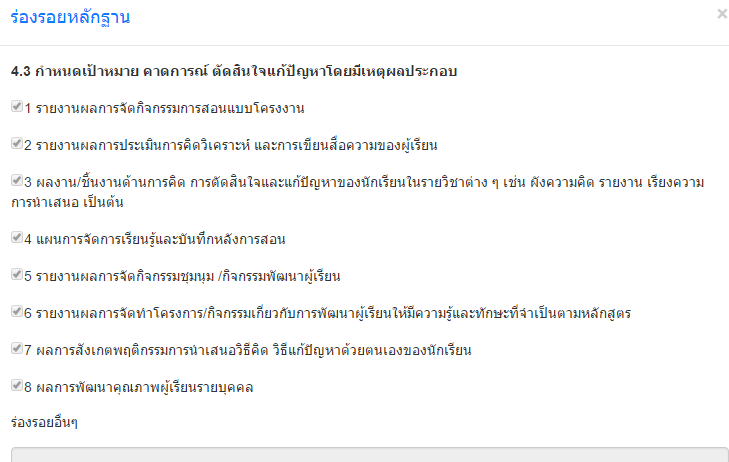 ร่องรอยหลักฐาน
4.3 กำหนดเป้าหมาย คาดการณ์ ตัดสินใจแก้ปัญหาโดยมีเหตุผลประกอบ
1 รายงานผลการจัดกิจกรรมการสอนแบบโครงงาน
2 รายงานผลการประเมินการคิดวิเคราะห์ และการเขียนสื่อความของผู้เรียน
3 ผลงาน/ชิ้นงานด้านการคิด การตัดสินใจและแก้ปัญหาของนักเรียนในรายวิชาต่าง ๆ เช่น ผังความคิด รายงาน เรียงความ
การนำเสนอ เป็นต้น
4 แผนการจัดการเรียนรู้และบันทึกหลังการสอน
5 รายงานผลการจัดกิจกรรมชุมนุม /กิจกรรมพัฒนาผู้เรียน
6 รายงานผลการจัดทำโครงการ/กิจกรรมเกี่ยวกับการพัฒนาผู้เรียนให้มีความรู้และทักษะที่จำเป็นตามหลักสูตร
7 ผลการสังเกตพฤติกรรมการนำเสนอวิธีคิด วิธีแก้ปัญหาด้วยตนเองของนักเรียน
8 ผลการพัฒนาคุณภาพผู้เรียนรายบุคคล
ร่องรอยอื่นๆ